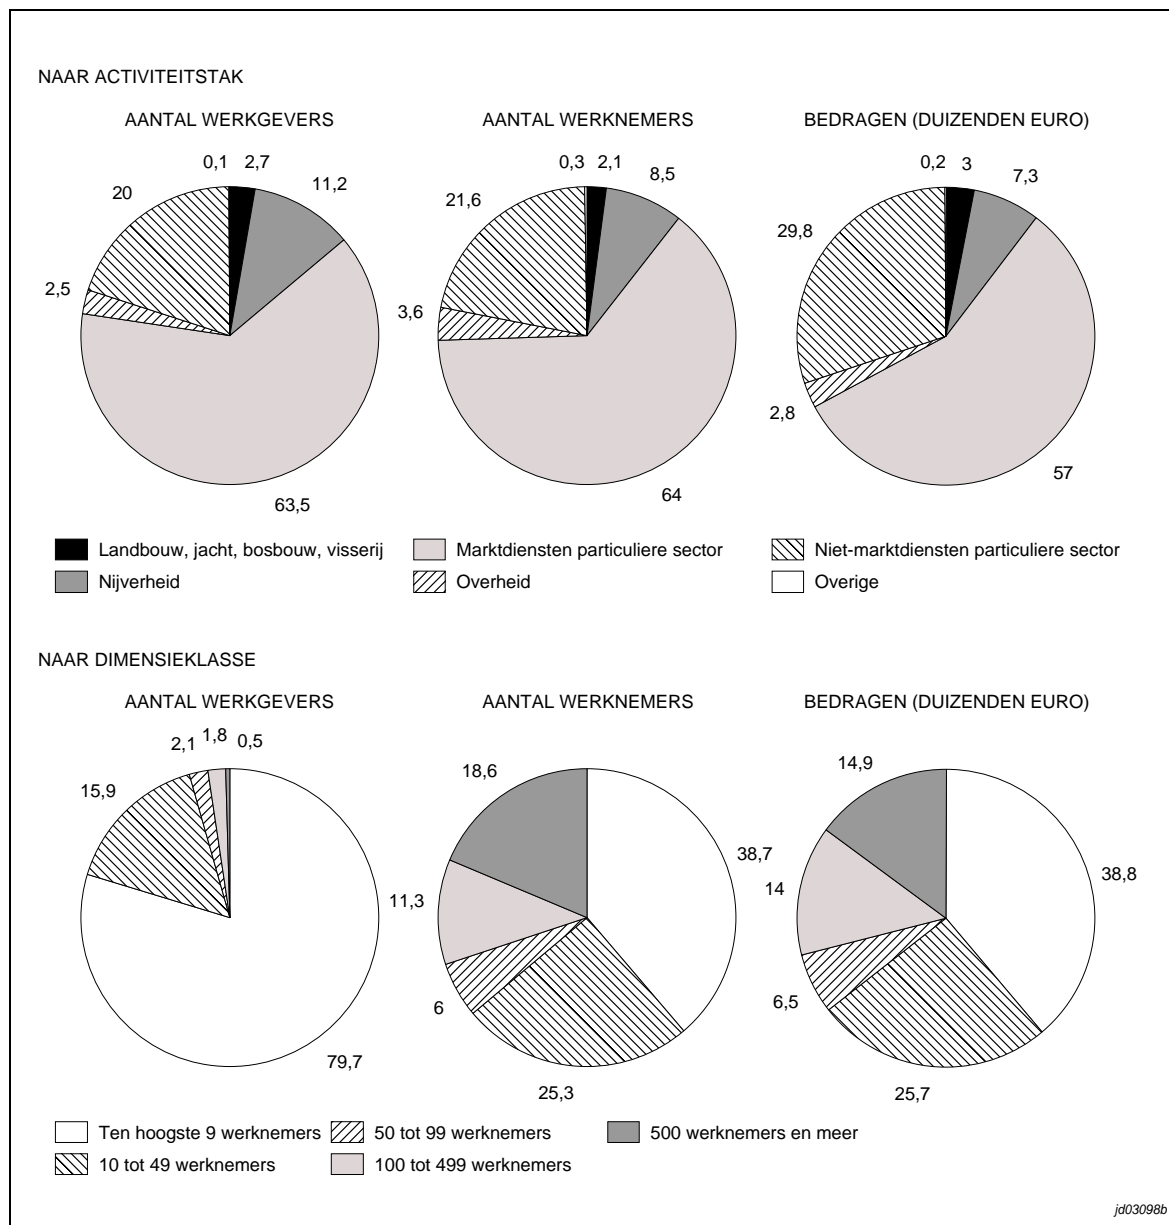 NAAR ACTIVITEITSTAK
AANTAL WERKGEVERS AANTAL WERKNEMERS BEDRAGEN (DUIZENDEN EURO)
0,1 2,7 0,3 2,1 0,2 3
20 11,2 21,6 8,5 29,8 7,3
2,5 3,6 2,8
63,5 64 57
Landbouw, jacht, bosbouw, visserij Marktdiensten particuliere sector Niet-marktdiensten particuliere sector
Nijverheid Overheid Overige
NAAR DIMENSIEKLASSE
AANTAL WERKGEVERS AANTAL WERKNEMERS BEDRAGEN (DUIZENDEN EURO)
2,1 1,8 0,5
15,9 18,6 14,9
11,3 38,7 14 38,8
6 6,5
79,7 25,3 25,7
Ten hoogste 9 werknemers 50 tot 99 werknemers 500 werknemers en meer
10 tot 49 werknemers 100 tot 499 werknemers
jd03098b